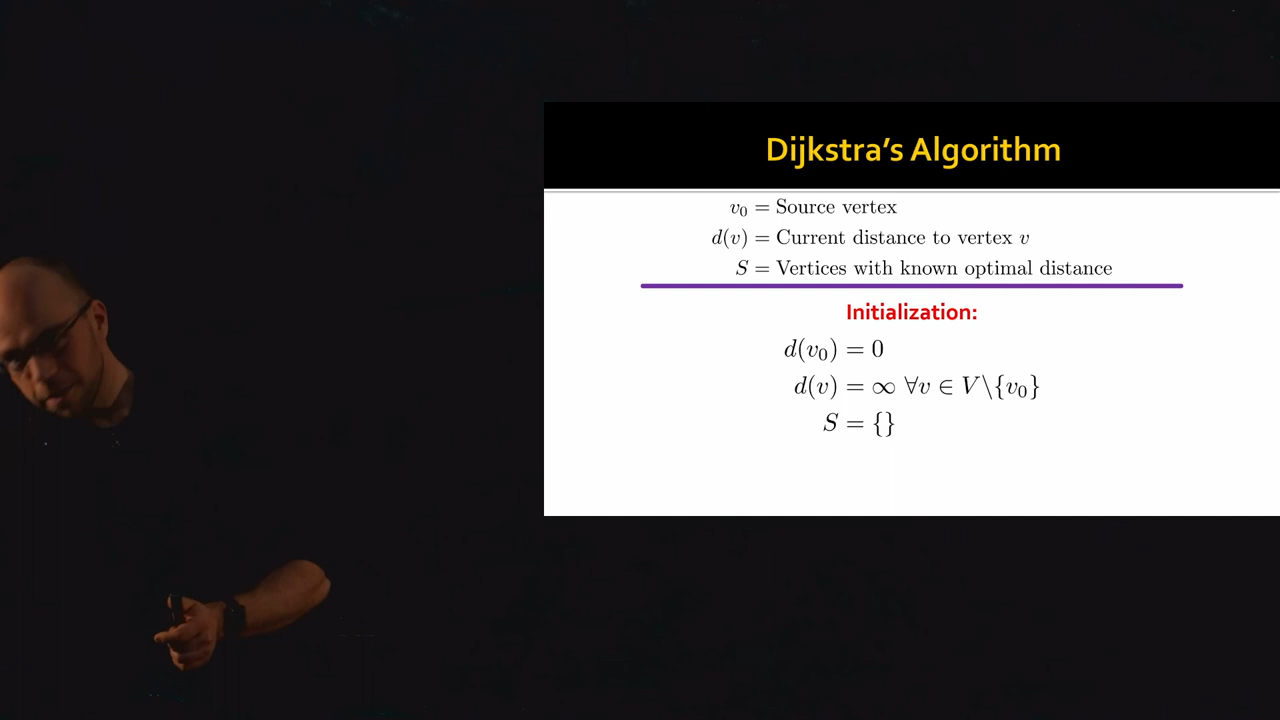 Dijkstra's Algorithm
v₀ = Source vertex
d(v) = Current distance to vertex v
S = Vertices with known optimal distance
Initialization:
d(v₀) = 0
d(v) = ∞ ∀v ∈ V\{v₀}
S = {}